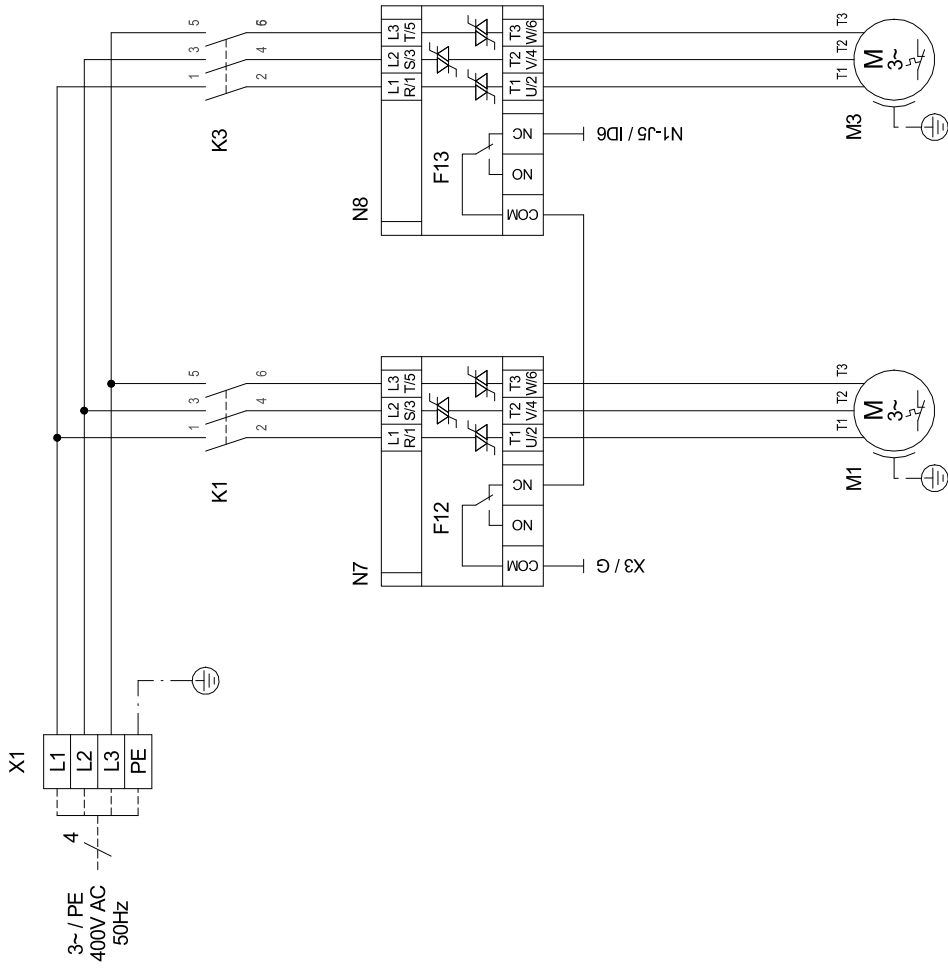 3~ / PE
400V AC
50Hz
4
X1
L1
L2
L3
PE
K1
1
3
5
2
4
6
K3
1
3
5
2
4
6
N7
L1
R/1
L2
S/3
L3
T/5
F12
COM
NO
NC
T1
U/2
T2
V/4
T3
W/6
X3 / G
N8
L1
R/1
L2
S/3
L3
T/5
F13
COM
NO
NC
T1
U/2
T2
V/4
T3
W/6
N1-J5 / ID6
T1
T2
T3
M
3~
M1
T1
T2
T3
M
3~
M3